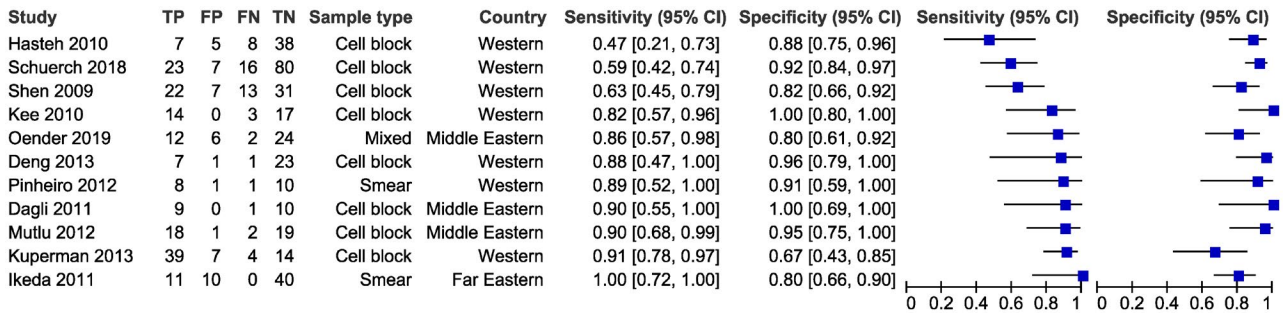 Study TP FP FN TN Sample type Country Sensitivity (95% CI) Specificity (95% CI) Sensitivity (95% CI) Specificity (95% CI)
Hasteh 2010 7 5 8 38 Cell block Western 0.47 [0.21, 0.73] 0.88 [0.75, 0.96]
Schuerch 2018 23 7 16 80 Cell block Western 0.59 [0.42, 0.74] 0.92 [0.84, 0.97]
Shen 2009 22 7 13 31 Cell block Western 0.63 [0.45, 0.79] 0.82 [0.66, 0.92]
Kee 2010 14 0 3 17 Cell block Western 0.82 [0.57, 0.96] 1.00 [0.80, 1.00]
Oender 2019 12 6 2 24 Mixed Middle Eastern 0.86 [0.57, 0.98] 0.80 [0.61, 0.92]
Deng 2013 7 1 1 23 Cell block Western 0.88 [0.47, 1.00] 0.96 [0.79, 1.00]
Pinheiro 2012 8 1 1 10 Smear Western 0.89 [0.52, 1.00] 0.91 [0.59, 1.00]
Dagli 2011 9 0 1 10 Cell block Middle Eastern 0.90 [0.55, 1.00] 1.00 [0.69, 1.00]
Mutlu 2012 18 1 2 19 Cell block Middle Eastern 0.90 [0.68, 0.99] 0.95 [0.75, 1.00]
Kuperman 2013 39 7 4 14 Cell block Western 0.91 [0.78, 0.97] 0.67 [0.43, 0.85]
Ikeda 2011 11 10 0 40 Smear Far Eastern 1.00 [0.72, 1.00] 0.80 [0.66, 0.90]
0 0.2 0.4 0.6 0.8 1 0 0.2 0.4 0.6 0.8 1